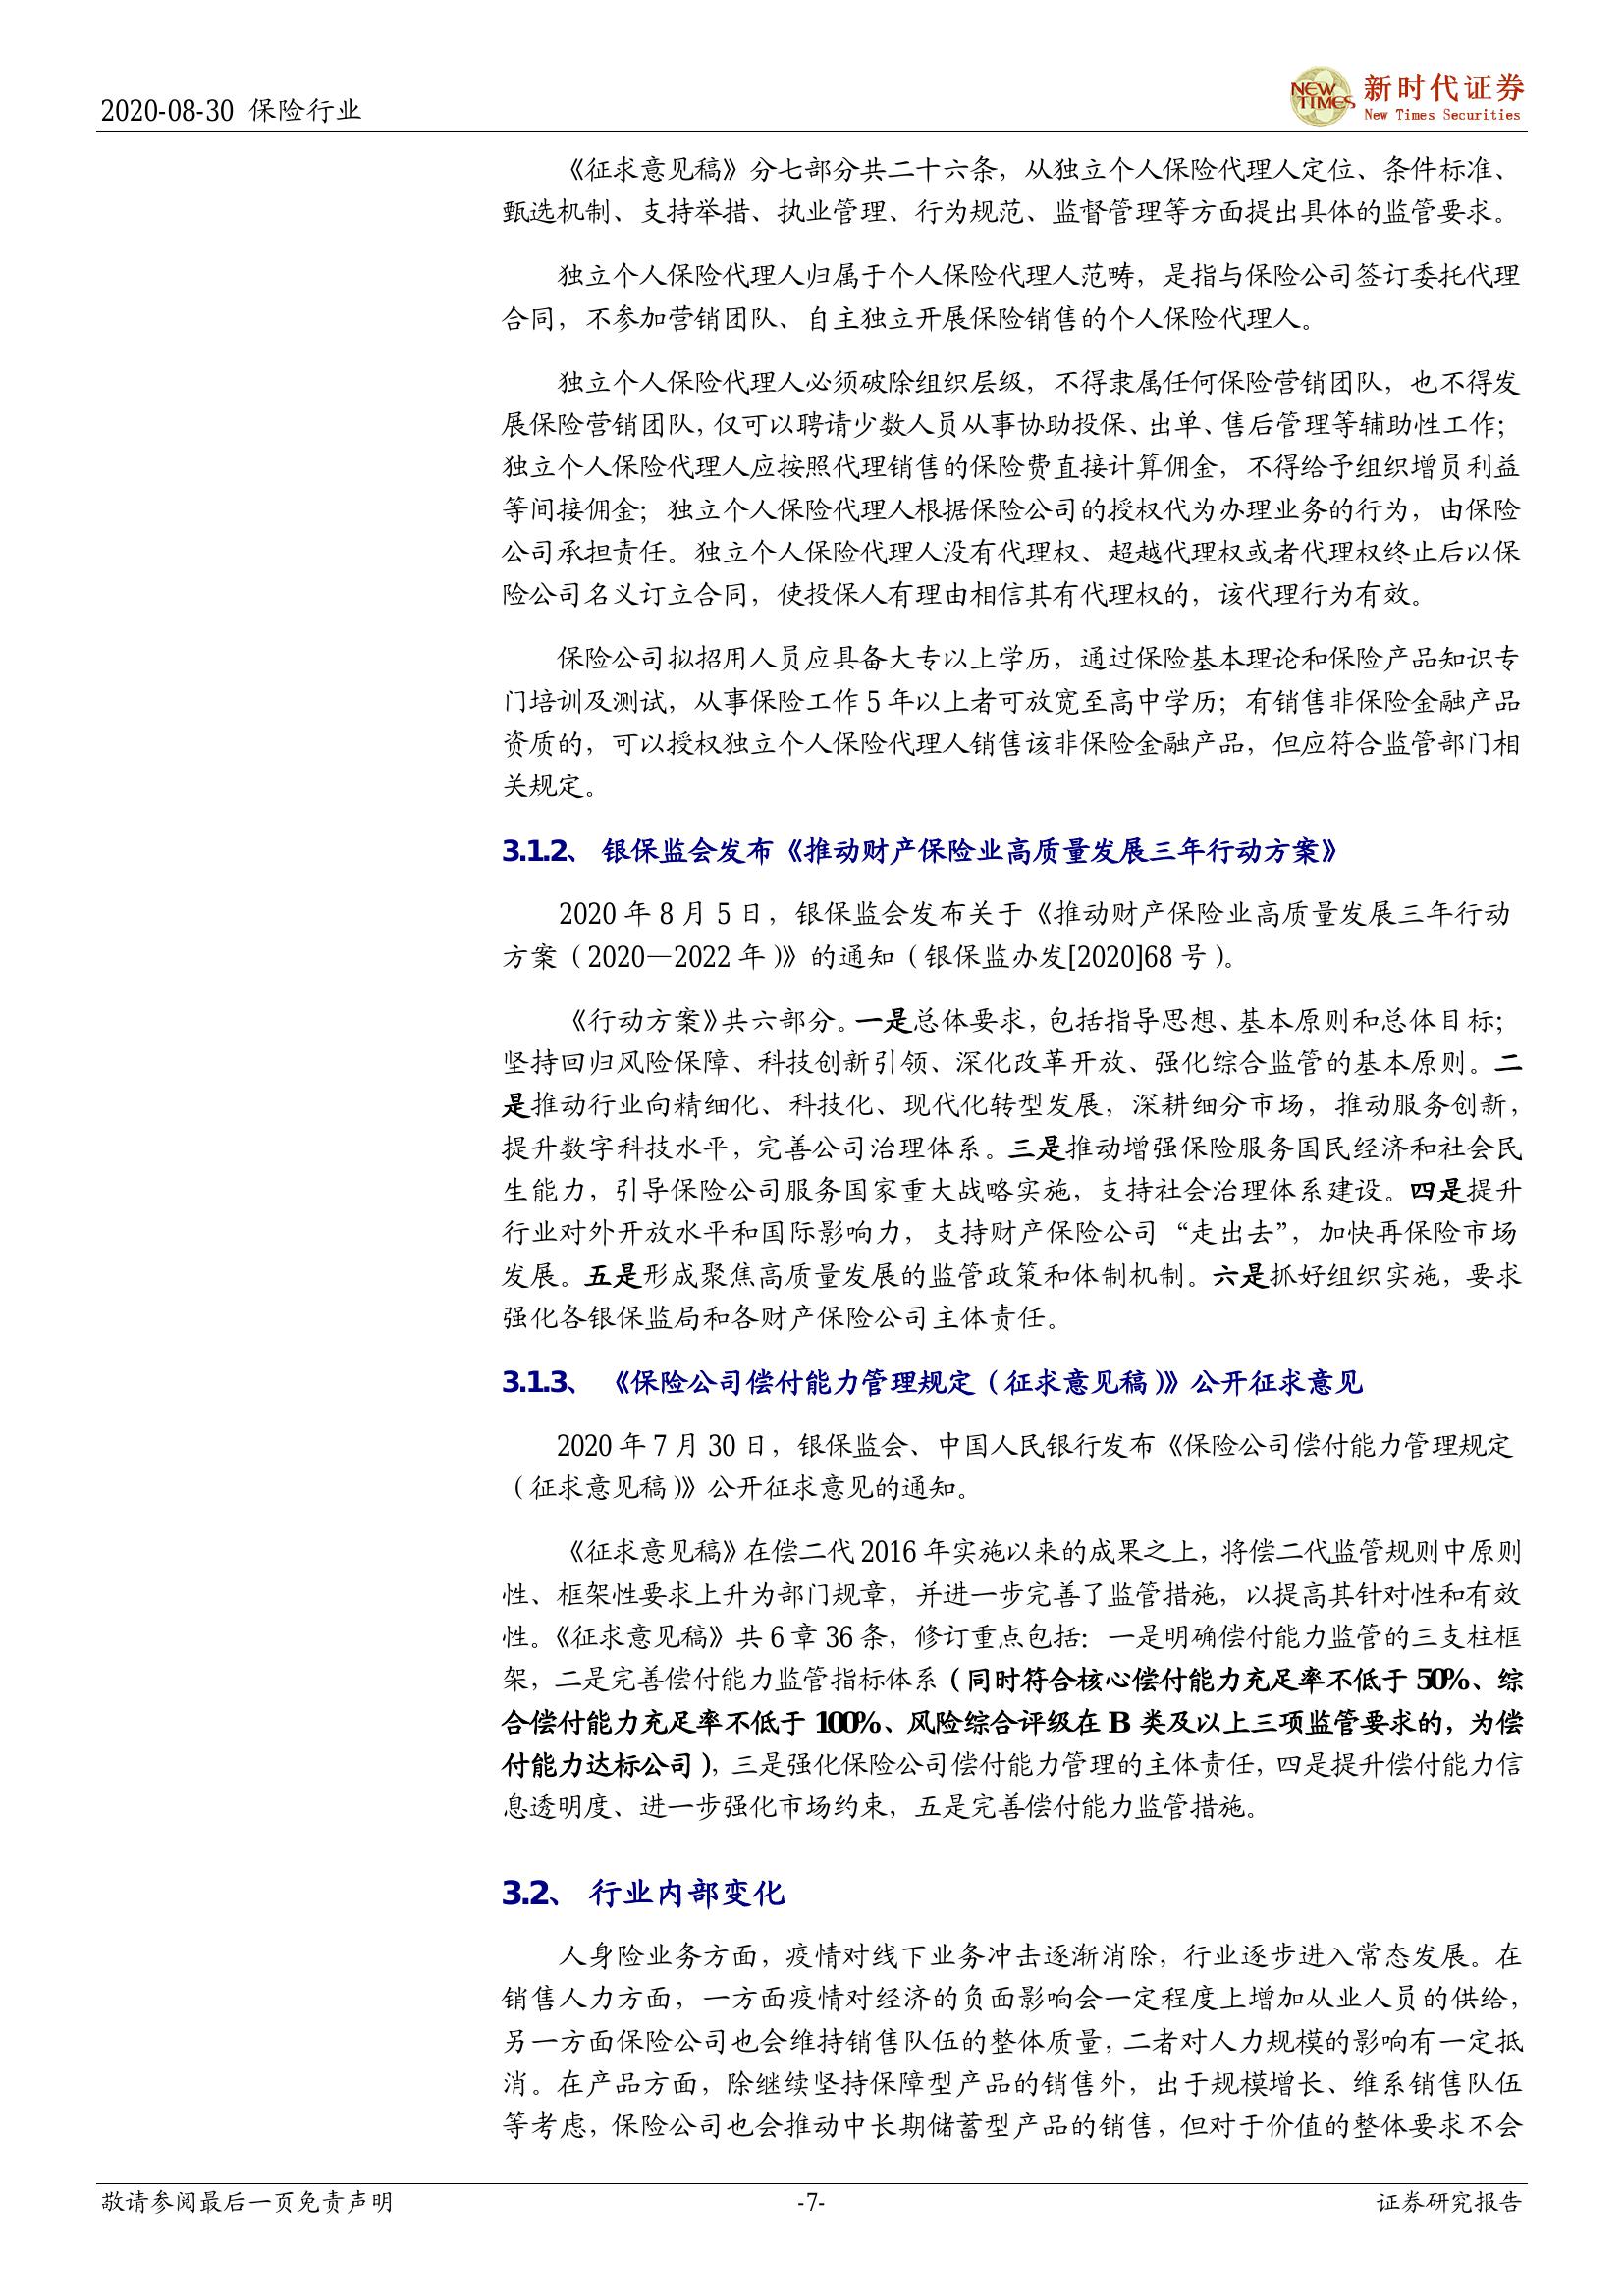 2020-08-30 保险行业
NEW TIMES
新时代证券
New Times Securities
《征求意见稿》分七部分共二十六条，从独立个人保险代理人定位、条件标准、
甄选机制、支持举措、执业管理、行为规范、监督管理等方面提出具体的监管要求。
独立个人保险代理人归属于个人保险代理人范畴，是指与保险公司签订委托代理
合同，不参加营销团队、自主独立开展保险销售的个人保险代理人。
独立个人保险代理人必须破除组织层级，不得隶属任何保险营销团队，也不得发
展保险营销团队，仅可以聘请少数人员从事协助投保、出单、售后管理等辅助性工作；
独立个人保险代理人应按照代理销售的保险费直接计算佣金，不得给予组织增员利益
等间接佣金；独立个人保险代理人根据保险公司的授权代为办理业务的行为，由保险
公司承担责任。独立个人保险代理人没有代理权、超越代理权或者代理权终止后以保
险公司名义订立合同，使投保人有理由相信其有代理权的，该代理行为有效。
保险公司拟招用人员应具备大专以上学历，通过保险基本理论和保险产品知识专
门培训及测试，从事保险工作 5 年以上者可放宽至高中学历；有销售非保险金融产品
资质的，可以授权独立个人保险代理人销售该非保险金融产品，但应符合监管部门相
关规定。
3.1.2、 银保监会发布《推动财产保险业高质量发展三年行动方案》
2020 年 8 月 5 日，银保监会发布关于《推动财产保险业高质量发展三年行动
方案（2020—2022 年）》的通知（银保监办发[2020]68 号）。
《行动方案》共六部分。一是总体要求，包括指导思想、基本原则和总体目标；
坚持回归风险保障、科技创新引领、深化改革开放、强化综合监管的基本原则。二
是推动行业向精细化、科技化、现代化转型发展，深耕细分市场，推动服务创新，
提升数字科技水平，完善公司治理体系。三是推动增强保险服务国民经济和社会民
生能力，引导保险公司服务国家重大战略实施，支持社会治理体系建设。四是提升
行业对外开放水平和国际影响力，支持财产保险公司“走出去”，加快再保险市场
发展。五是形成聚焦高质量发展的监管政策和体制机制。六是抓好组织实施，要求
强化各银保监局和各财产保险公司主体责任。
3.1.3、 《保险公司偿付能力管理规定（征求意见稿）》公开征求意见
2020 年 7 月 30 日，银保监会、中国人民银行发布《保险公司偿付能力管理规定
（征求意见稿）》公开征求意见的通知。
《征求意见稿》在偿二代 2016 年实施以来的成果之上，将偿二代监管规则中原则
性、框架性要求上升为部门规章，并进一步完善了监管措施，以提高其针对性和有效
性。《征求意见稿》共 6 章 36 条，修订重点包括：一是明确偿付能力监管的三支柱框
架，二是完善偿付能力监管指标体系（同时符合核心偿付能力充足率不低于 50%、综
合偿付能力充足率不低于 100%、风险综合评级在 B 类及以上三项监管要求的，为偿
付能力达标公司），三是强化保险公司偿付能力管理的主体责任，四是提升偿付能力信
息透明度、进一步强化市场约束，五是完善偿付能力监管措施。
3.2、 行业内部变化
人身险业务方面，疫情对线下业务冲击逐渐消除，行业逐步进入常态发展。在
销售人力方面，一方面疫情对经济的负面影响会一定程度上增加从业人员的供给，
另一方面保险公司也会维持销售队伍的整体质量，二者对人力规模的影响有一定抵
消。在产品方面，除继续坚持保障型产品的销售外，出于规模增长、维系销售队伍
等考虑，保险公司也会推动中长期储蓄型产品的销售，但对于价值的整体要求不会
敬请参阅最后一页免责声明
-7-
证券研究报告